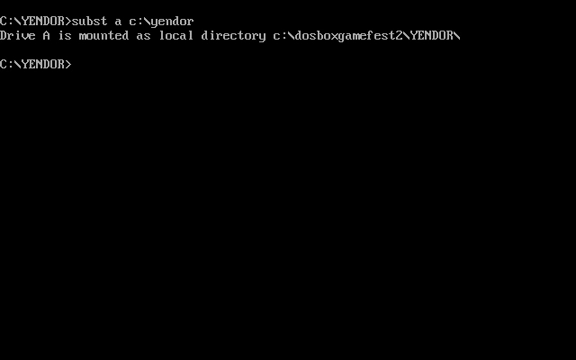 C:\YENDOR>subst a c:\yendor
Drive A is mounted as local directory c:\dosboxgamefest2\YENDOR\
C:\YENDOR>